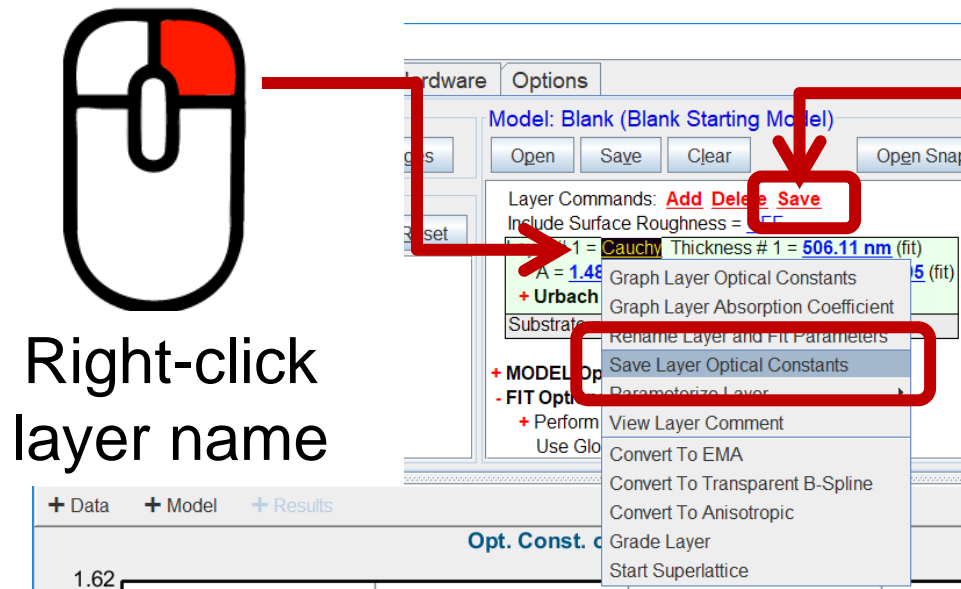 Options
Model: Blank (Blank Starting Model)
Open Save Clear Open Snap
Layer Commands: Add Delete Save
Include Surface Roughness =
# 1 = Cauchy Thickness # 1 = 506.11 nm (fit)
A = 1.48 (fit)
+ Urbach
Substrate
+ MODEL Op
- FIT Opti
+ Perform
Use Glo
Graph Layer Optical Constants
Graph Layer Absorption Coefficient
Rename Layer and Fit Parameters
Save Layer Optical Constants
Parameterize Layer
View Layer Comment
Convert To EMA
Convert To Transparent B-Spline
Convert To Anisotropic
Grade Layer
Start Superlattice
Right-click
layer name
+ Data + Model + Results
Opt. Const. o
1.62